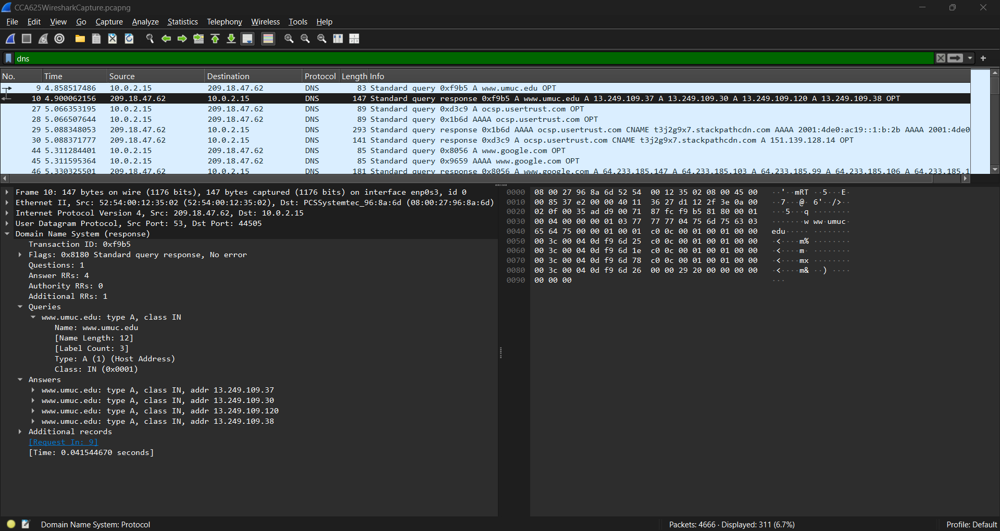 CCA625WiresharkCapture.pcapng
File Edit View Go Capture Analyze Statistics Telephony Wireless Tools Help
dns
No. Time Source Destination Protocol Length Info
9 4.858517486 10.0.2.15 209.18.47.62 DNS 83 Standard query 0xf9b5 A www.umuc.edu OPT
10 4.900062156 209.18.47.62 10.0.2.15 DNS 147 Standard query response 0xf9b5 A www.umuc.edu A 13.249.109.37 A 13.249.109.30 A 13.249.109.120 A 13.249.109.38 OPT
27 5.066353195 10.0.2.15 209.18.47.62 DNS 89 Standard query 0xd3c9 A ocsp.usertrust.com OPT
28 5.066507644 10.0.2.15 209.18.47.62 DNS 89 Standard query 0x1b6d AAAA ocsp.usertrust.com OPT
29 5.088348053 209.18.47.62 10.0.2.15 DNS 293 Standard query response 0x1b6d AAAA ocsp.usertrust.com CNAME t3j2g9x7.stackpathcdn.com AAAA 2001:4de0:ac19::1:b:2b AAAA 2001:4de0
30 5.088371777 209.18.47.62 10.0.2.15 DNS 141 Standard query response 0xd3c9 A ocsp.usertrust.com CNAME t3j2g9x7.stackpathcdn.com A 151.139.128.14 OPT
44 5.311284401 10.0.2.15 209.18.47.62 DNS 85 Standard query 0x8056 A www.google.com OPT
45 5.311595364 10.0.2.15 209.18.47.62 DNS 85 Standard query 0x9659 AAAA www.google.com OPT
46 5.330325501 209.18.47.62 10.0.2.15 DNS 181 Standard query response 0x8056 A www.google.com A 64.233.185.147 A 64.233.185.103 A 64.233.185.99 A 64.233.185.106 A 64.233.185.1
Frame 10: 147 bytes on wire (1176 bits), 147 bytes captured (1176 bits) on interface enp0s3, id 0
Ethernet II, Src: 52:54:00:12:35:02 (52:54:00:12:35:02), Dst: PCSSystemtec_96:8a:6d (08:00:27:96:8a:6d)
Internet Protocol Version 4, Src: 209.18.47.62, Dst: 10.0.2.15
User Datagram Protocol, Src Port: 53, Dst Port: 44505
Domain Name System (response)
Transaction ID: 0xf9b5
Flags: 0x8180 Standard query response, No error
Questions: 1
Answer RRs: 4
Authority RRs: 0
Additional RRs: 1
Queries
www.umuc.edu: type A, class IN
Name: www.umuc.edu
[Name Length: 12]
[Label Count: 3]
Type: A (1) (Host Address)
Class: IN (0x0001)
Answers
www.umuc.edu: type A, class IN, addr 13.249.109.37
www.umuc.edu: type A, class IN, addr 13.249.109.30
www.umuc.edu: type A, class IN, addr 13.249.109.120
www.umuc.edu: type A, class IN, addr 13.249.109.38
Additional records
[Request In: 9]
[Time: 0.041544670 seconds]
0000 08 00 27 96 8a 6d 52 54 00 12 35 02 08 00 45 00 ··'··mRT ··5···E·
0010 00 85 37 e2 00 00 40 11 36 27 d1 12 2f 3e 0a 00 ··7···@· 6'··/>··
0020 02 0f 00 35 ad d9 00 71 87 fc f9 b5 81 80 00 01 ···5···q ········
0030 00 04 00 00 00 01 03 77 77 77 04 75 6d 75 63 03 ·······w ww·umuc·
0040 65 64 75 00 00 01 00 01 c0 0c 00 01 00 01 00 00 edu····· ········
0050 00 3c 00 04 0d f9 6d 25 c0 0c 00 01 00 01 00 00 ·<····m% ········
0060 00 3c 00 04 0d f9 6d 1e c0 0c 00 01 00 01 00 00 ·<····m· ········
0070 00 3c 00 04 0d f9 6d 78 c0 0c 00 01 00 01 00 00 ·<····mx ········
0080 00 3c 00 04 0d f9 6d 26 00 00 29 20 00 00 00 00 ·<····m& ··) ····
0090 00 00 00 ···
Domain Name System: Protocol
Packets: 4666 · Displayed: 311 (6.7%)
Profile: Default